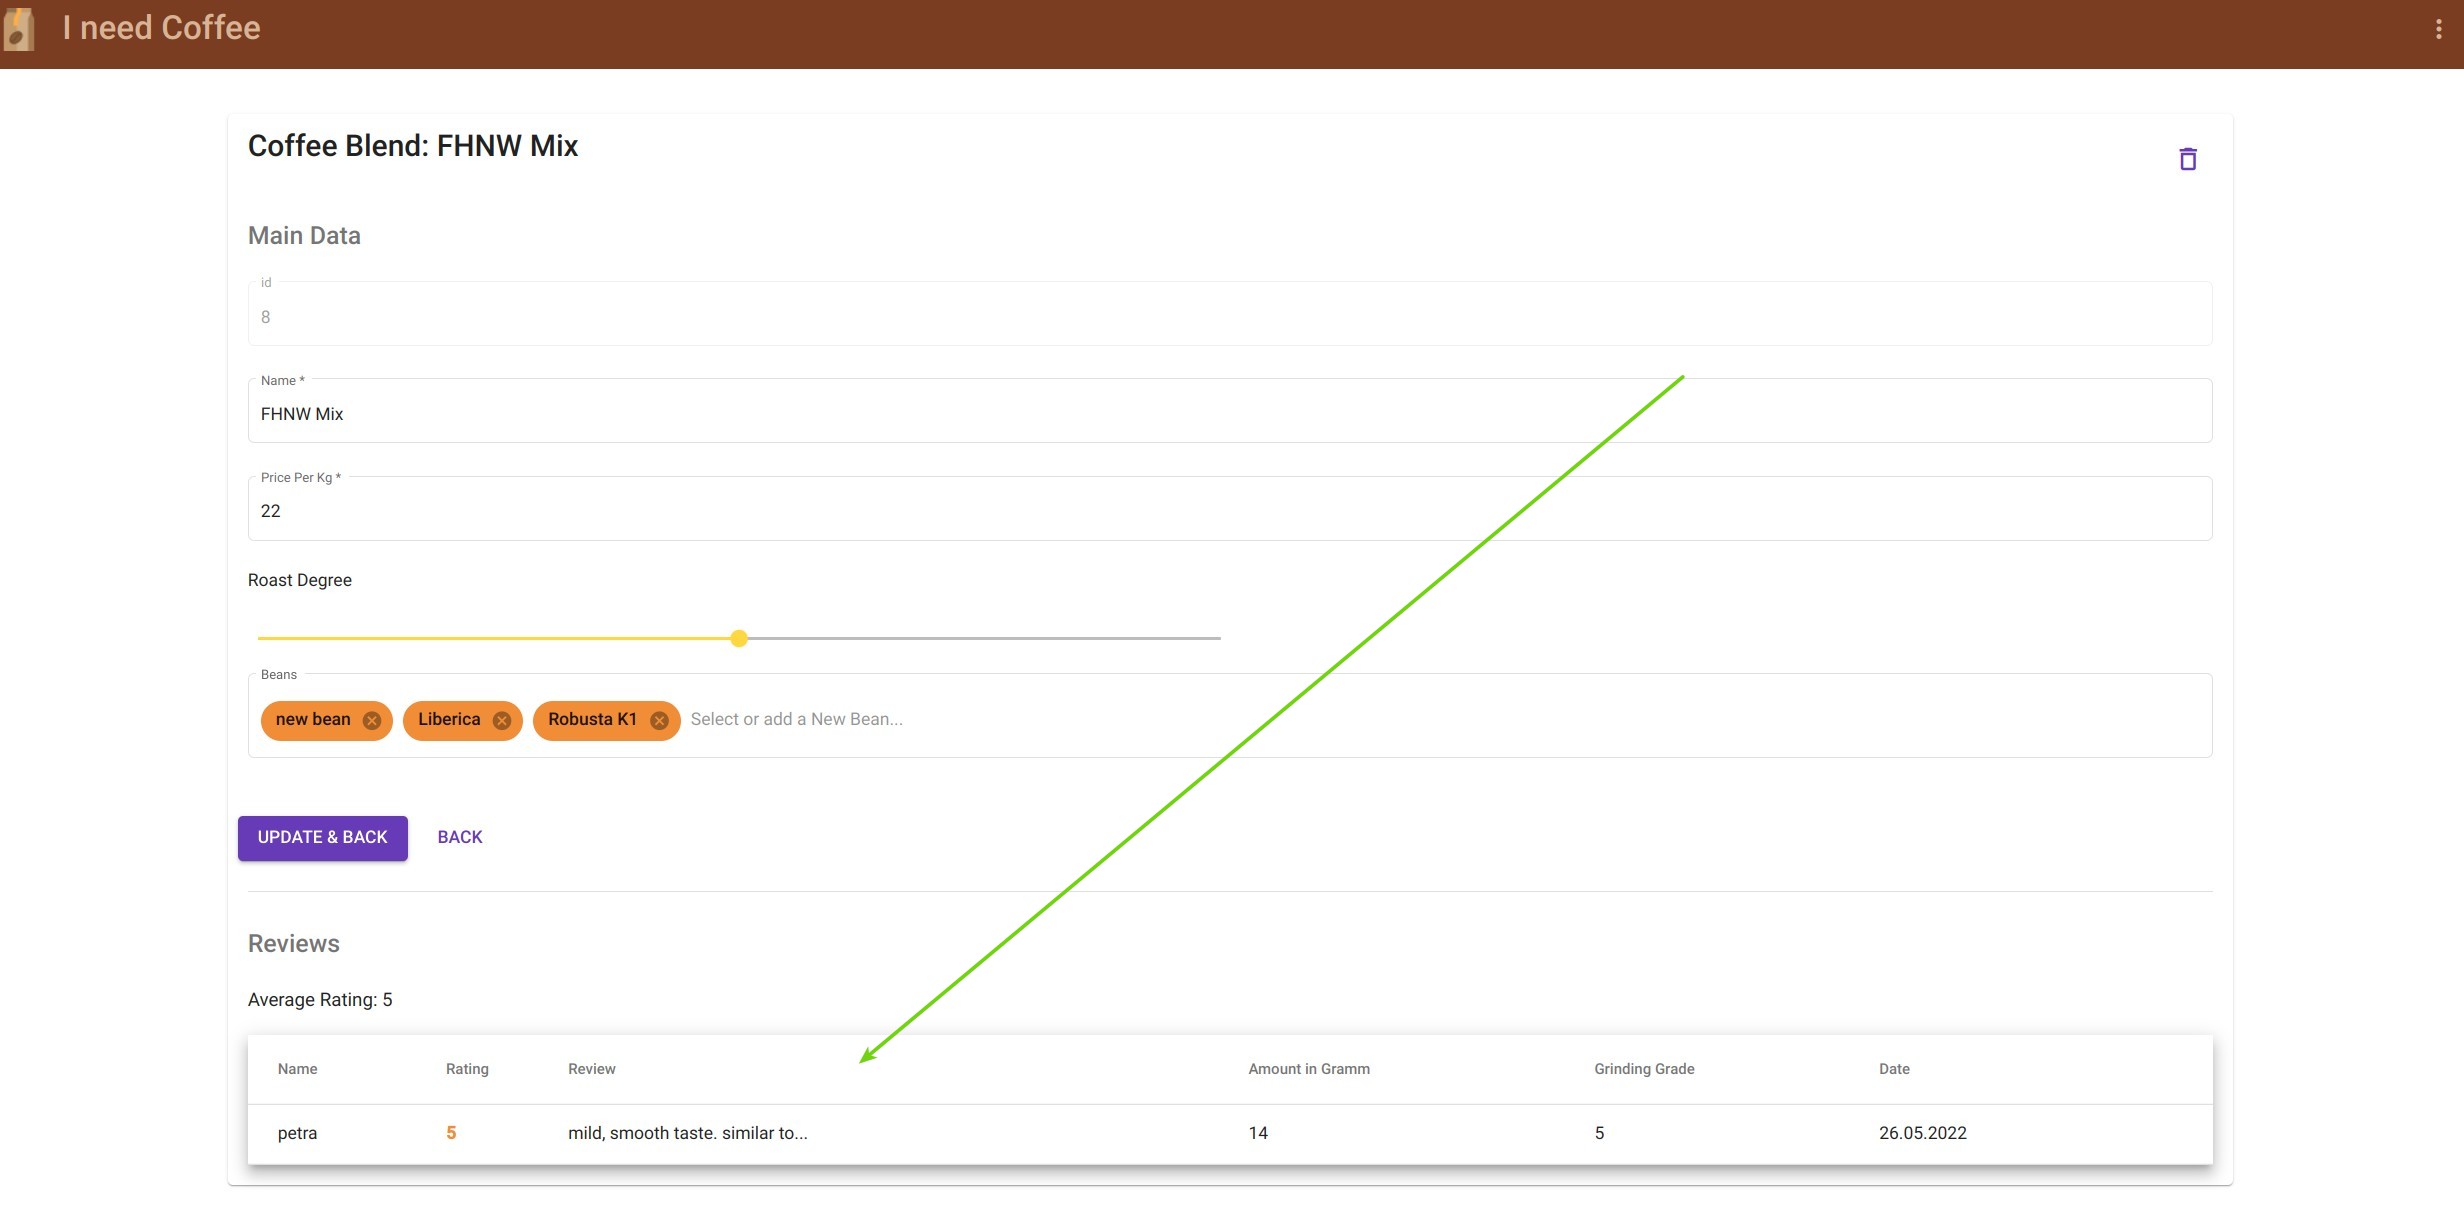 I need Coffee
Coffee Blend: FHNW Mix
Main Data
id
8
Name *
FHNW Mix
Price Per Kg *
22
Roast Degree
Beans
new bean Liberica Robusta K1 Select or add a New Bean...
UPDATE & BACK BACK
Reviews
Average Rating: 5
Name Rating Review Amount in Gramm Grinding Grade Date
petra 5 mild, smooth taste. similar to... 14 5 26.05.2022